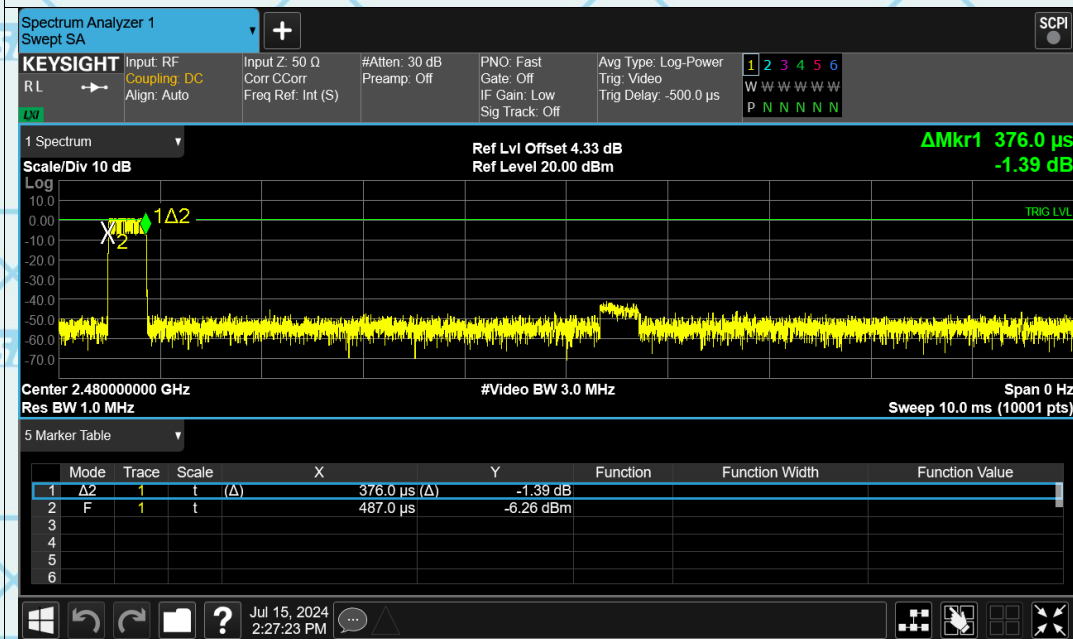 Spectrum Analyzer 1
Swept SA
+
SCPI
KEYSIGHT
RL
LXI
Input: RF
Coupling: DC
Align: Auto
Input Z: 50 Ω
Corr CCorr
Freq Ref: Int (S)
#Atten: 30 dB
Preamp: Off
PNO: Fast
Gate: Off
IF Gain: Low
Sig Track: Off
Avg Type: Log-Power
Trig: Video
Trig Delay: -500.0 µs
1 2 3 4 5 6
W W W W W W
P N N N N N
1 Spectrum
Scale/Div 10 dB
Ref Lvl Offset 4.33 dB
Ref Level 20.00 dBm
ΔMkr1 376.0 µs
-1.39 dB
Log
10.0
0.00
-10.0
-20.0
-30.0
-40.0
-50.0
-60.0
-70.0
1Δ2
2
TRIG LVL
Center 2.480000000 GHz
#Video BW 3.0 MHz
Span 0 Hz
Res BW 1.0 MHz
Sweep 10.0 ms (10001 pts)
5 Marker Table
Mode Trace Scale X Y Function Function Width Function Value
1 Δ2 1 t (Δ) 376.0 µs (Δ) -1.39 dB
2 F 1 t 487.0 µs -6.26 dBm
3
4
5
6
?
Jul 15, 2024
2:27:23 PM